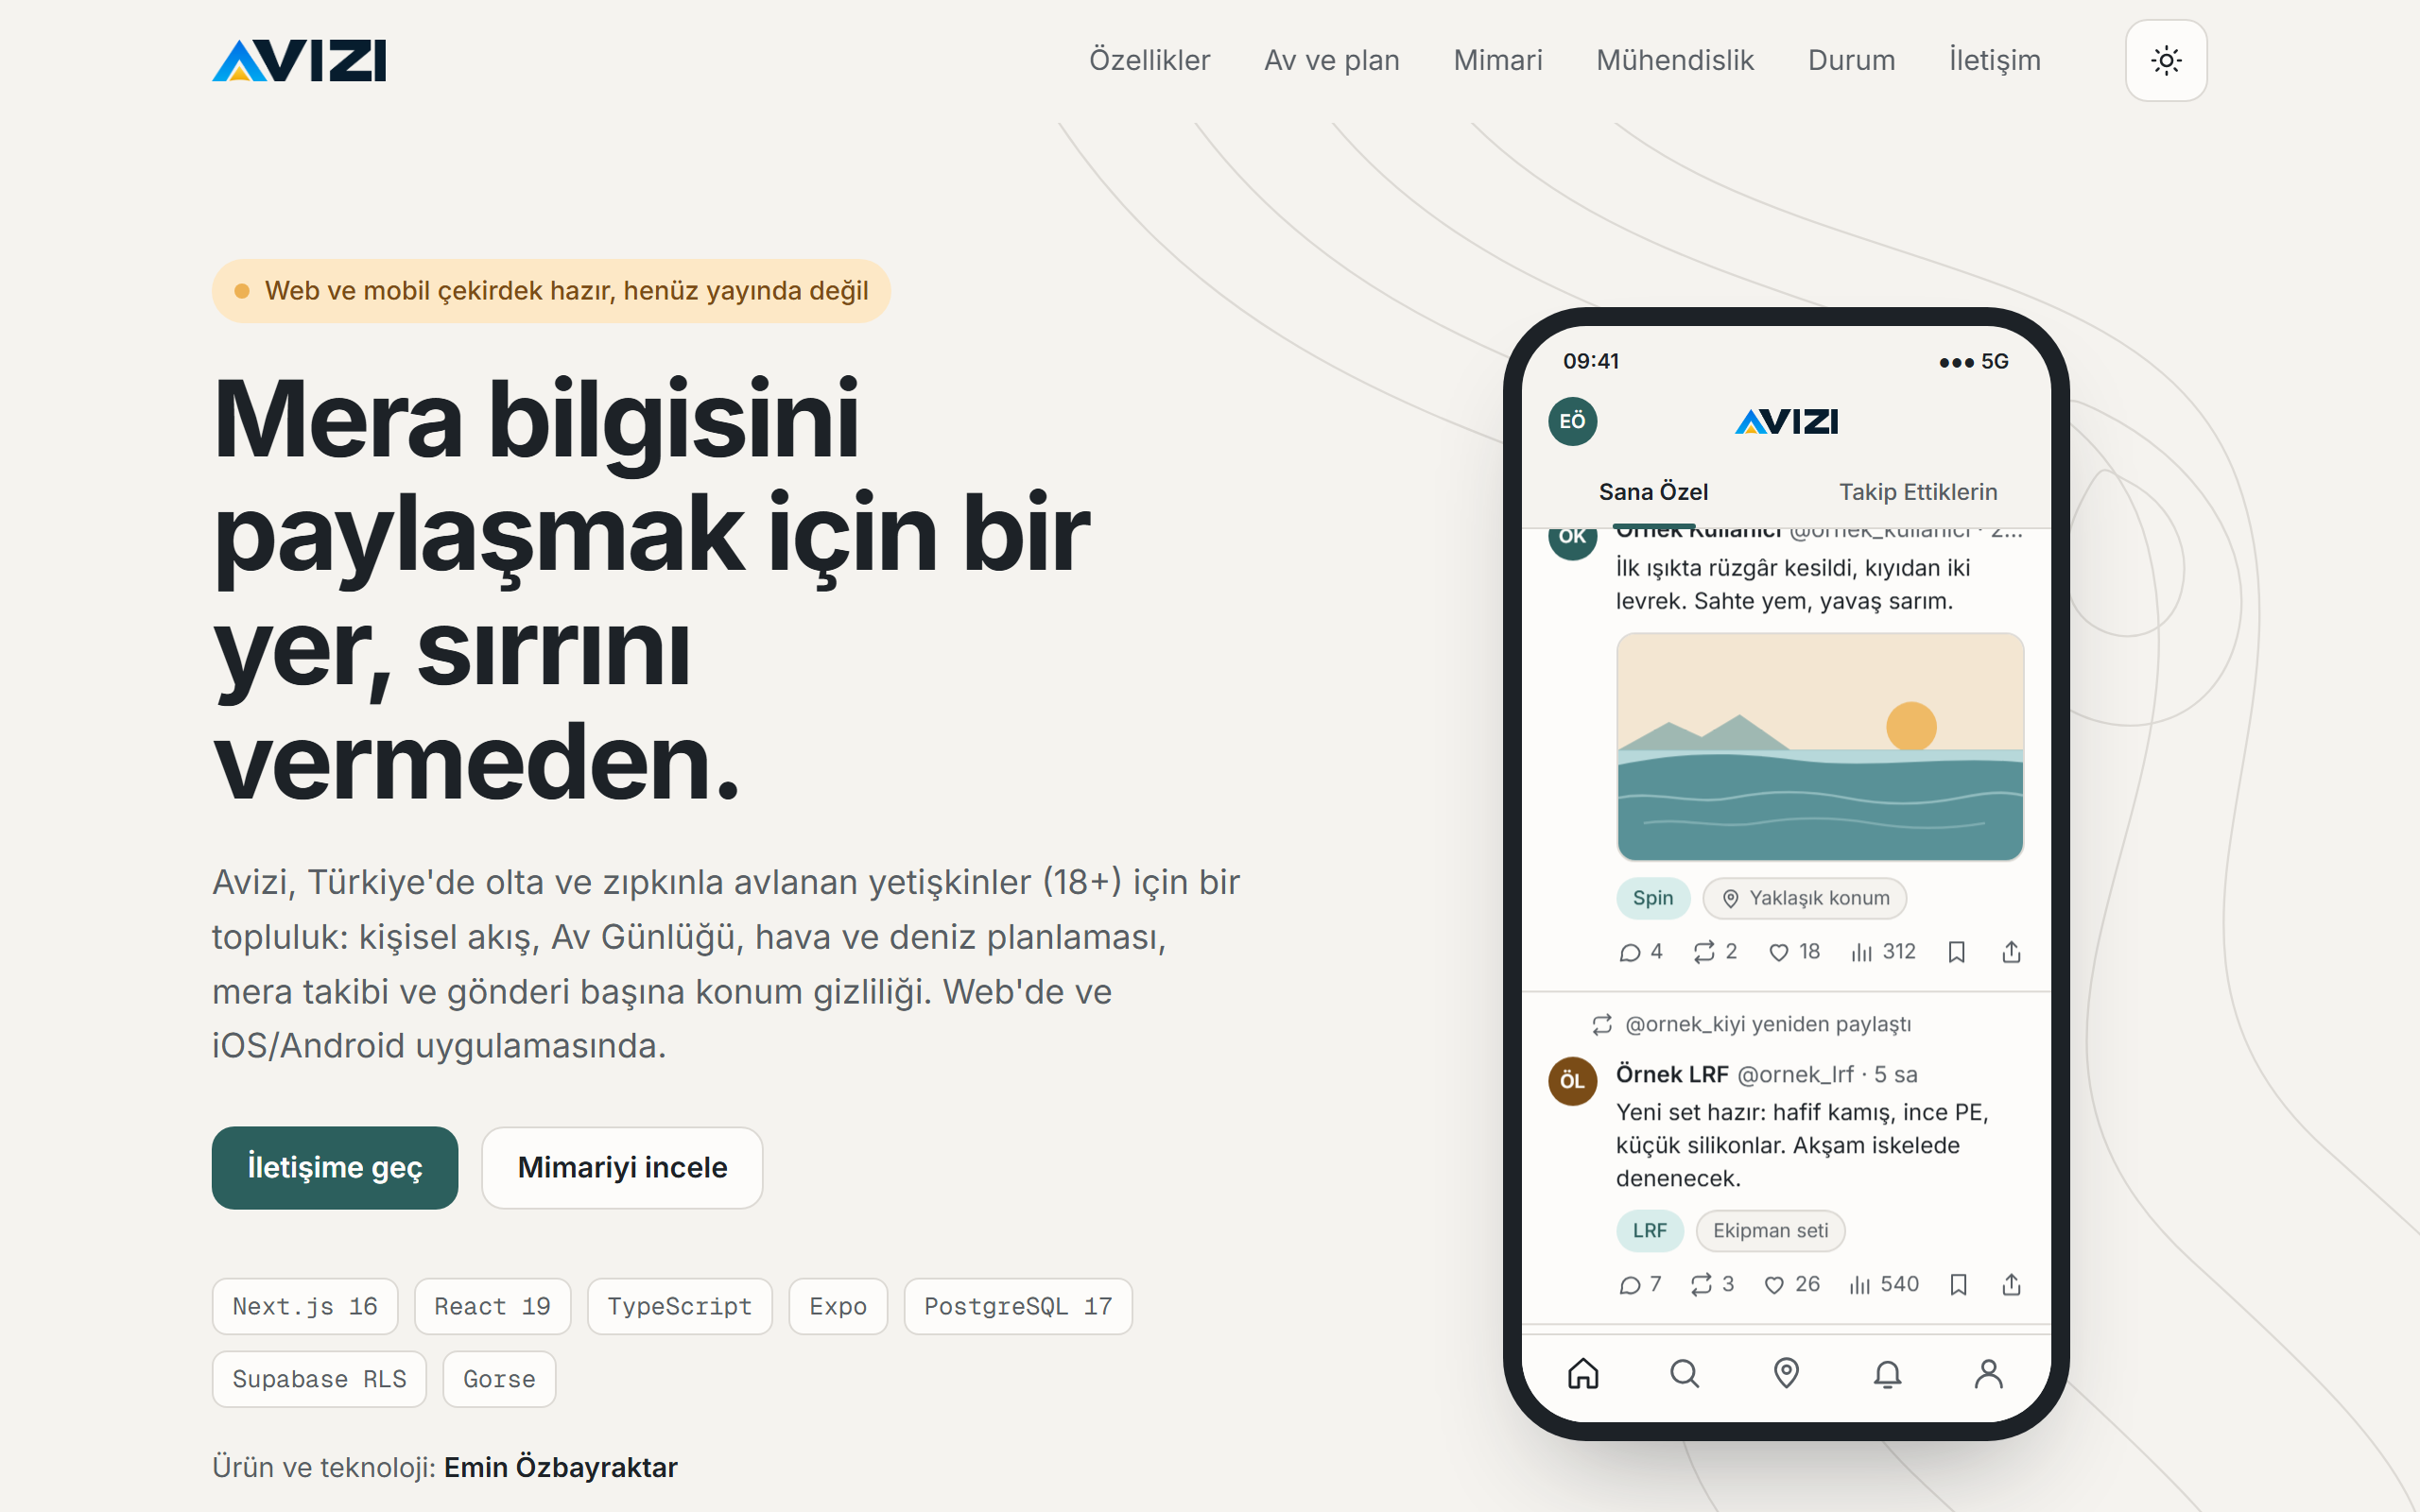 AVIZI
Özellikler
Av ve plan
Mimari
Mühendislik
Durum
İletişim
Web ve mobil çekirdek hazır, henüz yayında değil
Mera bilgisini
paylaşmak için bir
yer, sırrını
vermeden.
Avizi, Türkiye'de olta ve zıpkınla avlanan yetişkinler (18+) için bir
topluluk: kişisel akış, Av Günlüğü, hava ve deniz planlaması,
mera takibi ve gönderi başına konum gizliliği. Web'de ve
iOS/Android uygulamasında.
İletişime geç
Mimariyi incele
Next.js 16
React 19
TypeScript
Expo
PostgreSQL 17
Supabase RLS
Gorse
Ürün ve teknoloji: Emin Özbayraktar
09:41
5G
EÖ
AVIZI
Sana Özel
Takip Ettiklerin
ÖK
Örnek Kullanıcı @ornek_kullanici · 2...
İlk ışıkta rüzgâr kesildi, kıyıdan iki
levrek. Sahte yem, yavaş sarım.
Spin
Yaklaşık konum
4
2
18
312
@ornek_kiyi yeniden paylaştı
ÖL
Örnek LRF @ornek_lrf · 5 sa
Yeni set hazır: hafif kamış, ince PE,
küçük silikonlar. Akşam iskelede
denenecek.
LRF
Ekipman seti
7
3
26
540